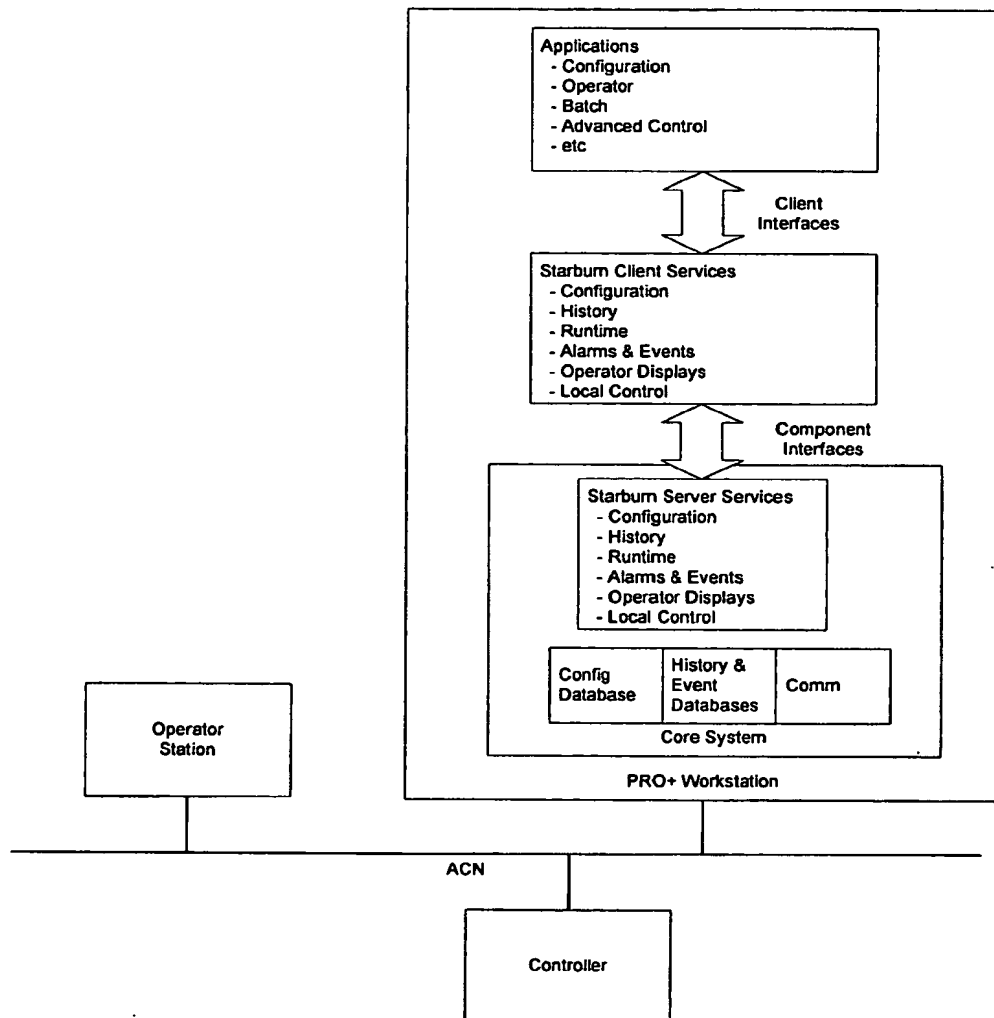 Applications
- Configuration
- Operator
- Batch
- Advanced Control
- etc
Client
Interfaces
Starburn Client Services
- Configuration
- History
- Runtime
- Alarms & Events
- Operator Displays
- Local Control
Component
Interfaces
Starburn Server Services
- Configuration
- History
- Runtime
- Alarms & Events
- Operator Displays
- Local Control
Config
Database
History &
Event
Databases
Comm
Core System
PRO+ Workstation
Operator
Station
ACN
Controller